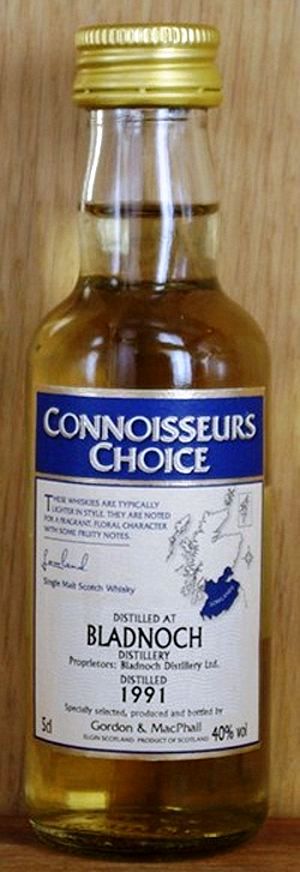 CONNOISSEURS
CHOICE
THESE WHISKIES ARE TYPICALLY
LIGHTER IN STYLE. THEY ARE NOTED
FOR A FRAGRANT, FLORAL CHARACTER
WITH SOME FRUITY NOTES.
Lowland
Single Malt Scotch Whisky
LOWLANDS
DISTILLED AT
BLADNOCH
DISTILLERY
Proprietors: Bladnoch Distillery Ltd.
DISTILLED
1991
Specially selected, produced and bottled by
5cl Gordon & MacPhail 40% vol
ELGIN SCOTLAND PRODUCT OF SCOTLAND